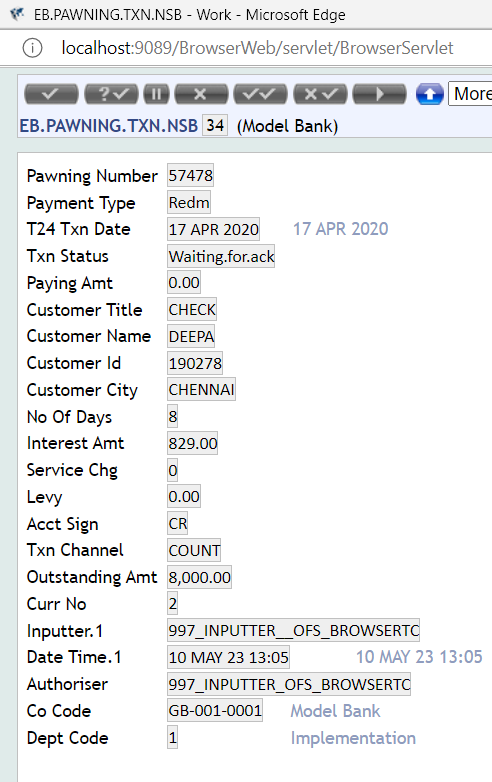 EB.PAWNING.TXN.NSB - Work - Microsoft Edge
localhost:9089/BrowserWeb/servlet/BrowserServlet
More
EB.PAWNING.TXN.NSB 34 (Model Bank)
Pawning Number 57478
Payment Type Redm
T24 Txn Date 17 APR 2020 17 APR 2020
Txn Status Waiting.for.ack
Paying Amt 0.00
Customer Title CHECK
Customer Name DEEPA
Customer Id 190278
Customer City CHENNAI
No Of Days 8
Interest Amt 829.00
Service Chg 0
Levy 0.00
Acct Sign CR
Txn Channel COUNT
Outstanding Amt 8,000.00
Curr No 2
Inputter.1 997_INPUTTER__OFS_BROWSERTC
Date Time.1 10 MAY 23 13:05 10 MAY 23 13:05
Authoriser 997_INPUTTER_OFS_BROWSERTC
Co Code GB-001-0001 Model Bank
Dept Code 1 Implementation